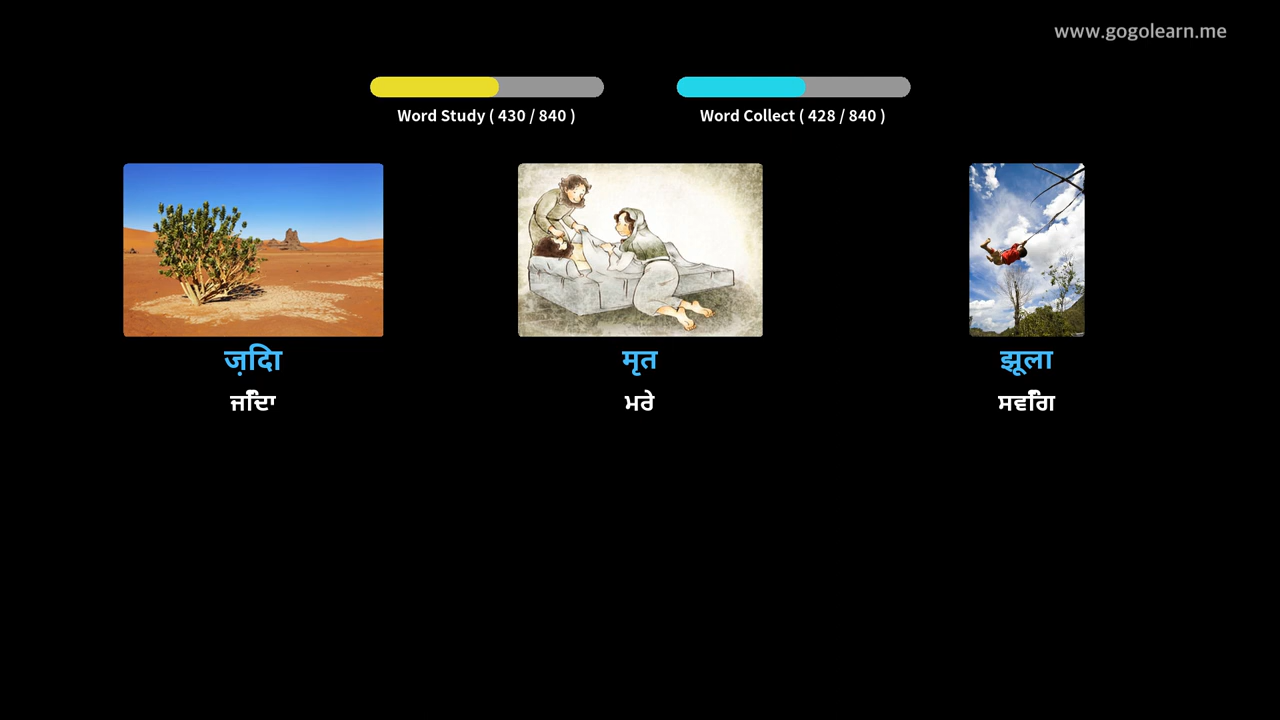 www.gogolearn.me
Word Study ( 430 / 840 )
Word Collect ( 428 / 840 )
ज़िंदा
मृत
झूला
ਜਿੰਦਾ
ਮਰੇ
ਸਵਿੰਗ